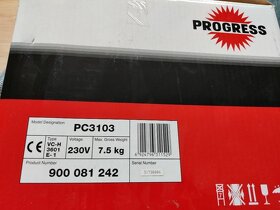 PROGRESS
Model Designation PC3103
Type Voltage Max. Gross Weight
VC-H
3601
E-1
230V 7.5 kg
Product Number Serial Number
900 081 242